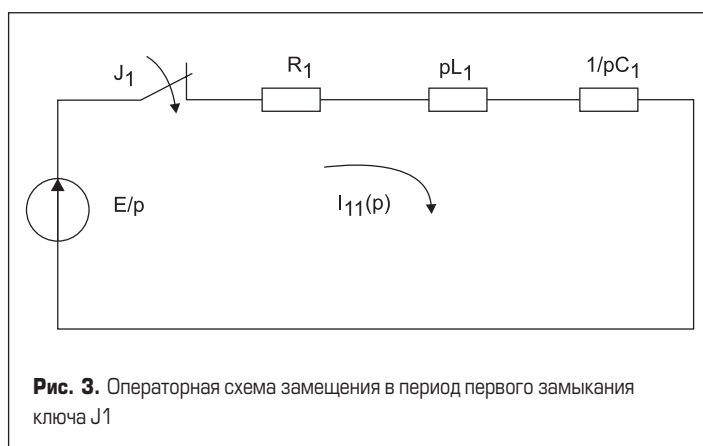 J1
R1
pL1
1/pC1
E/p
I11(p)
Рис. 3. Операторная схема замещения в период первого замыкания
ключа J1